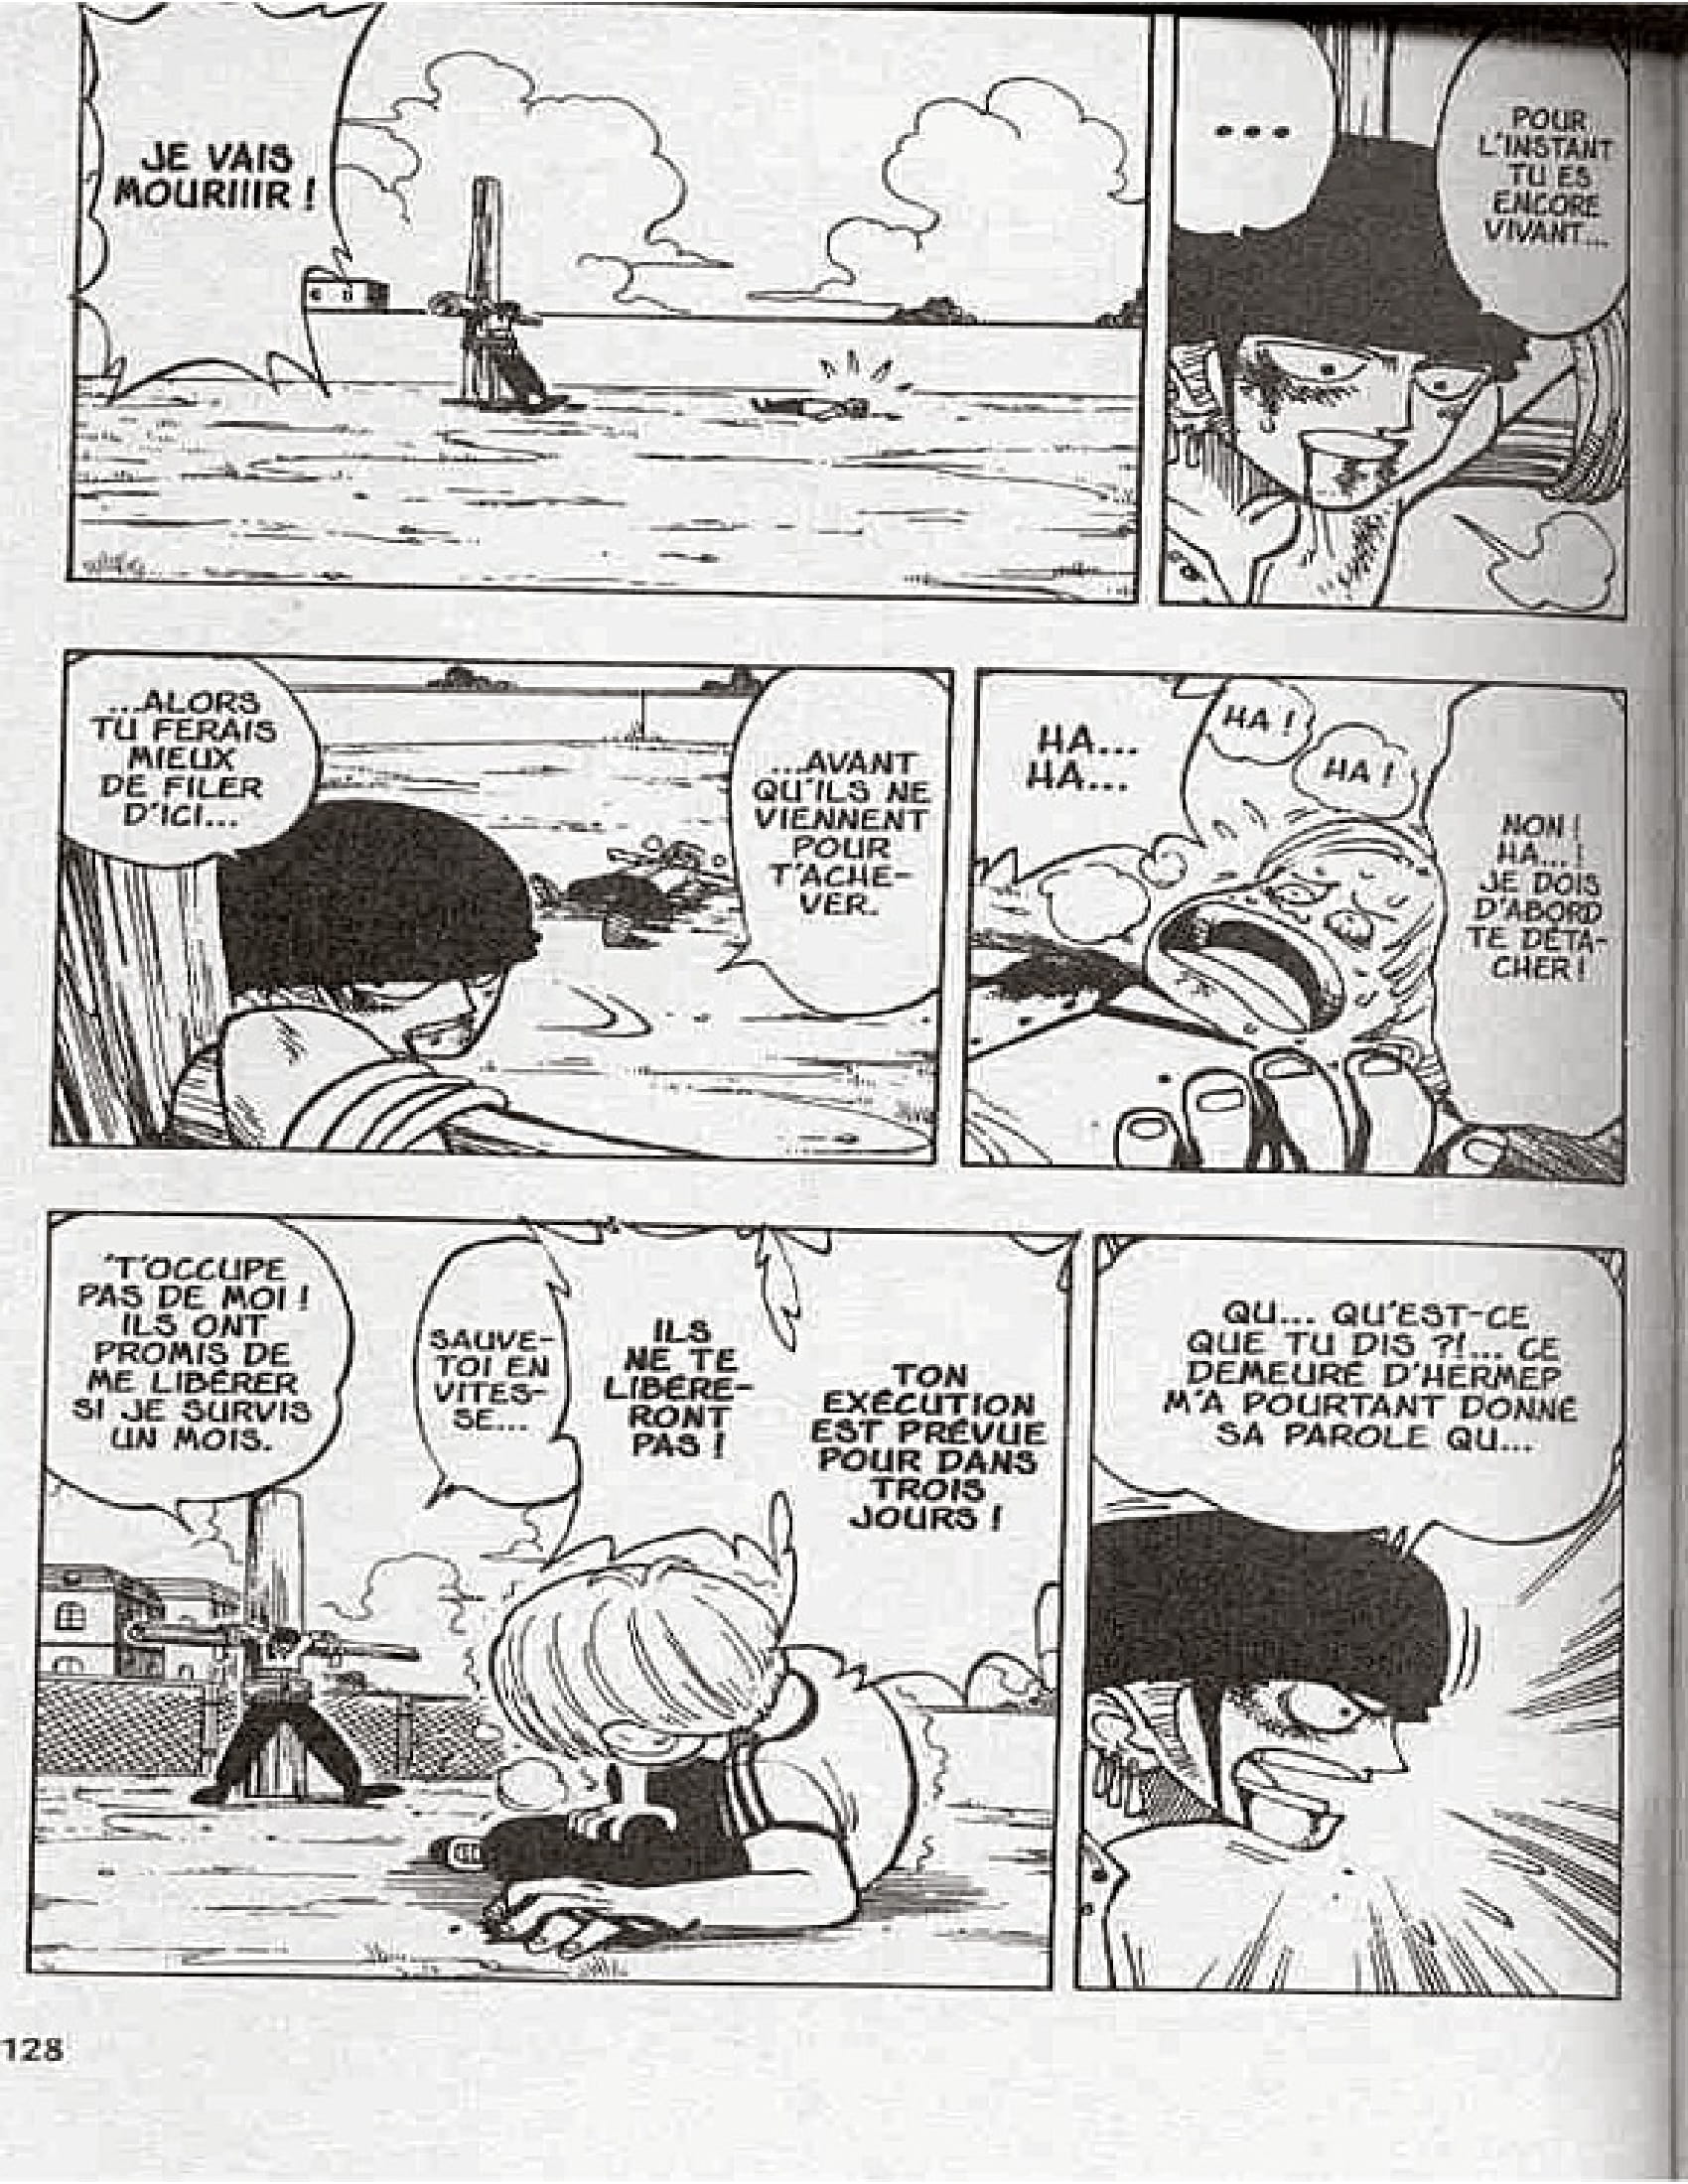 JE VAIS
MOURIIIR !
...
POUR
L'INSTANT
TU ES
ENCORE
VIVANT...
...ALORS
TU FERAIS
MIEUX
DE FILER
D'ICI...
...AVANT
QU'ILS NE
VIENNENT
POUR
T'ACHE-
VER.
HA...
HA...
HA !
HA !
NON !
HA... !
JE DOIS
D'ABORD
TE DÉTA-
CHER !
'T'OCCUPE
PAS DE MOI !
ILS ONT
PROMIS DE
ME LIBÉRER
SI JE SURVIS
UN MOIS.
SAUVE-
TOI EN
VITES-
SE...
ILS
NE TE
LIBÉRE-
RONT
PAS !
TON
EXÉCUTION
EST PRÉVUE
POUR DANS
TROIS
JOURS !
QU... QU'EST-CE
QUE TU DIS ?!... CE
DEMEURÉ D'HERMEP
M'A POURTANT DONNÉ
SA PAROLE QU...
128